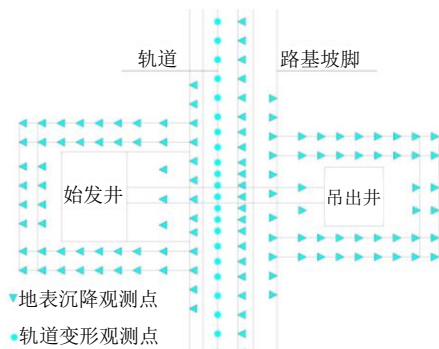 轨道
路基坡脚
始发井
吊出井
地表沉降观测点
轨道变形观测点